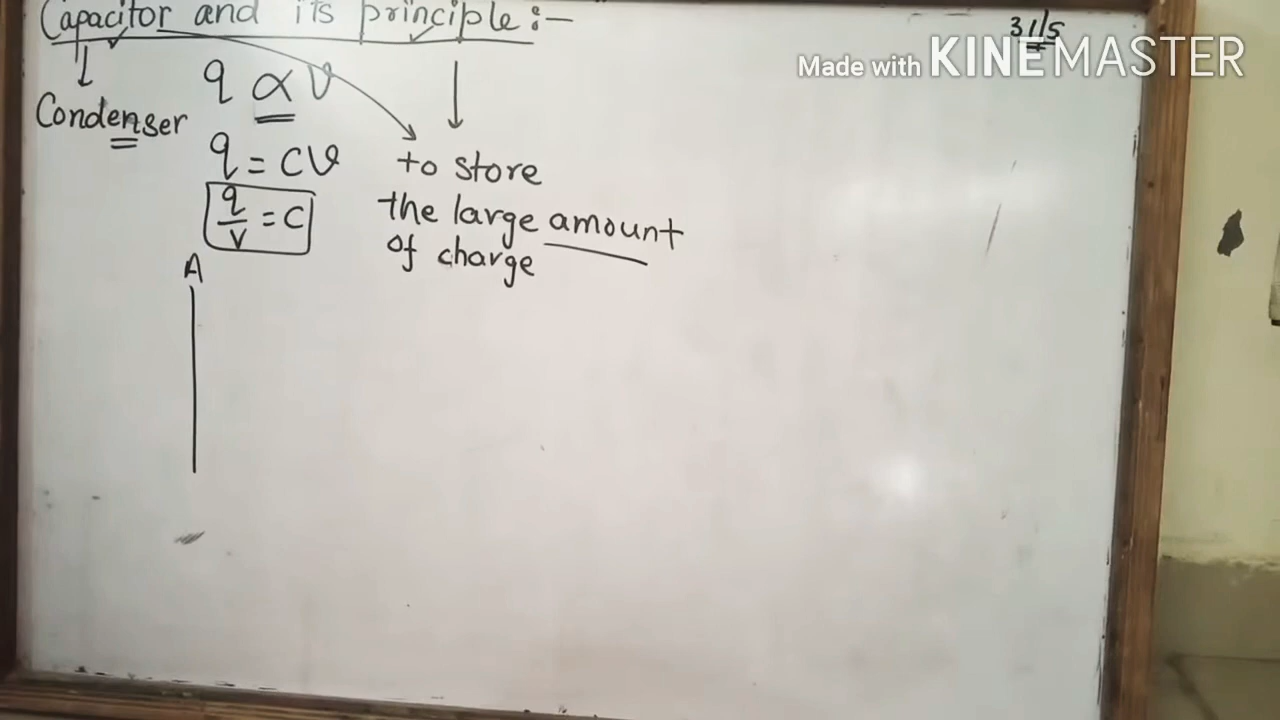 Capacitor and its principle :-
31/5
Made with KINEMASTER
Condenser
q ∝ V
q = CV
q/V = C
to store
the large amount
of charge
A